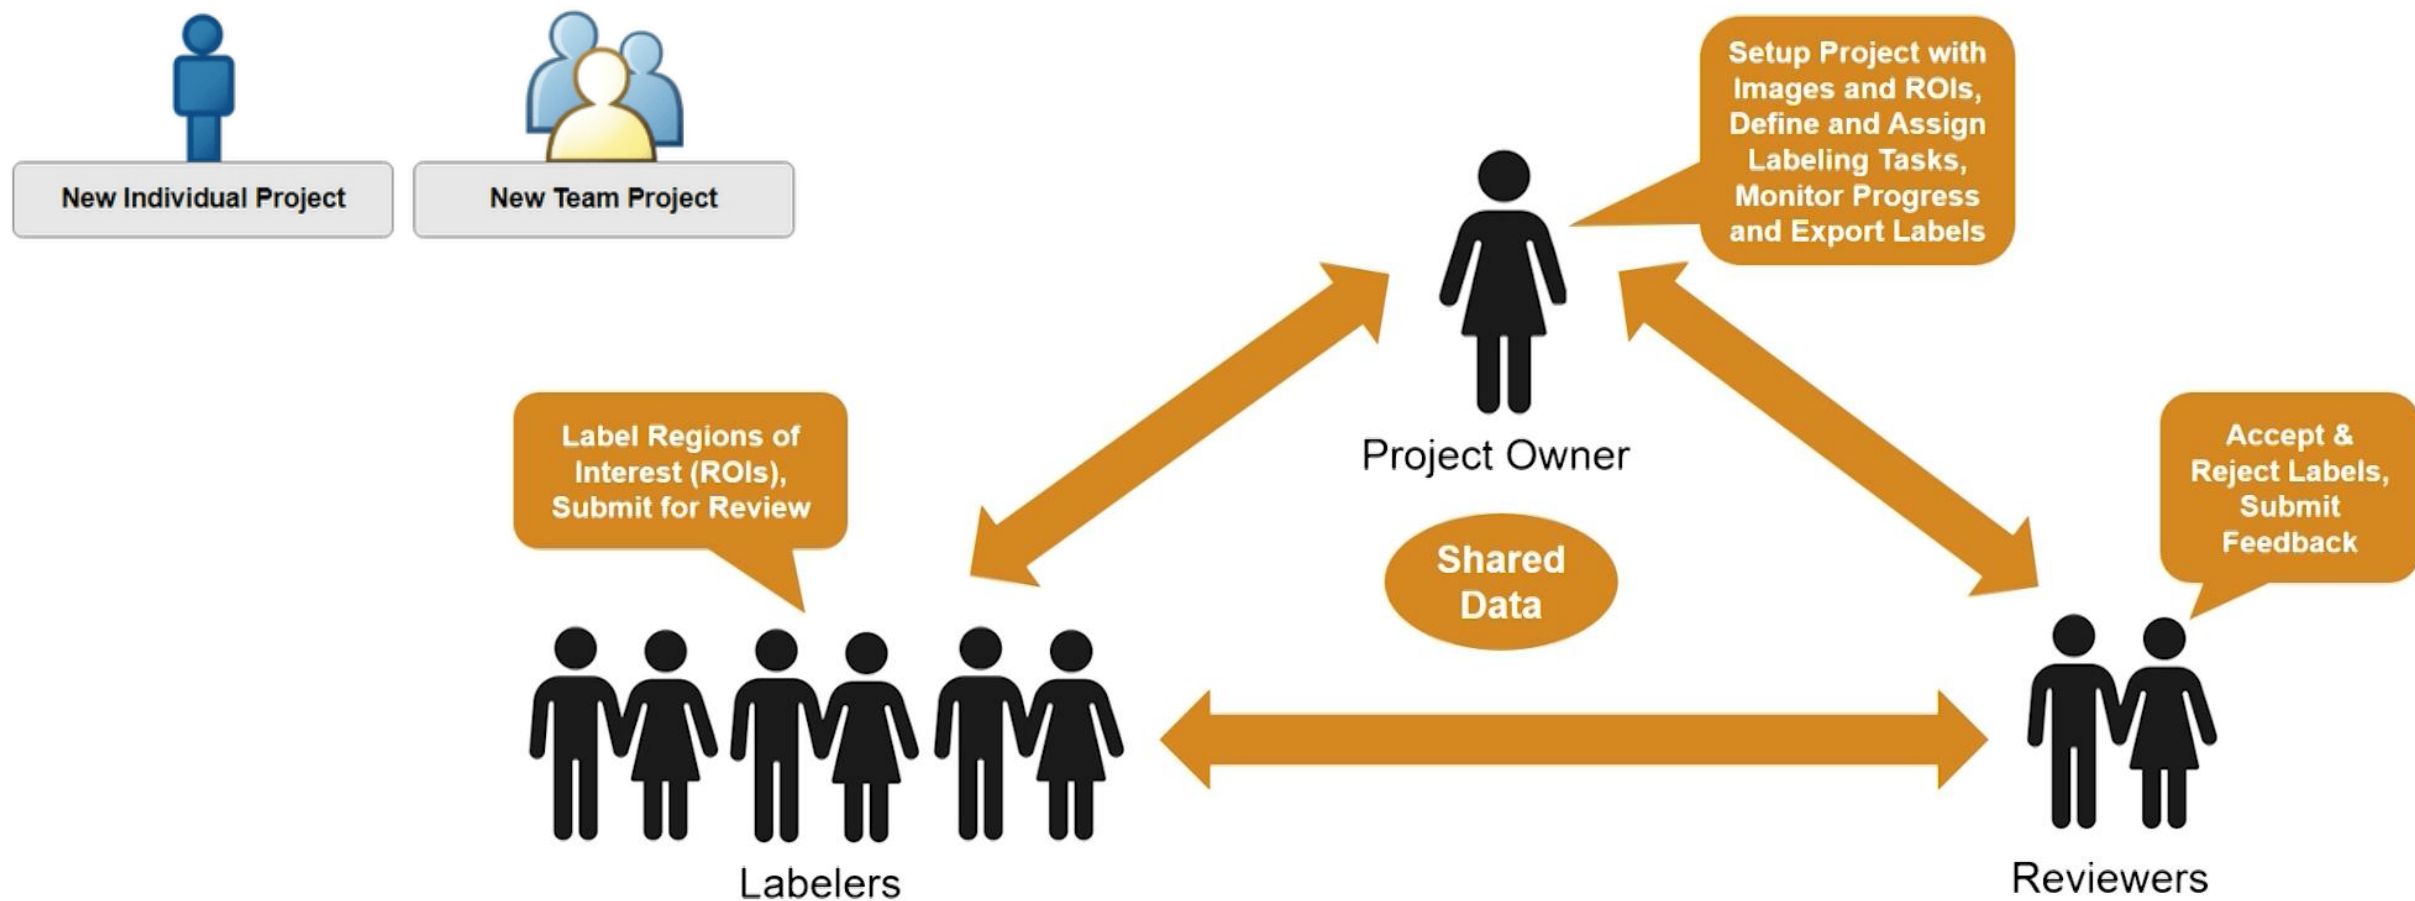 New Individual Project
New Team Project
Setup Project with
Images and ROIs,
Define and Assign
Labeling Tasks,
Monitor Progress
and Export Labels
Project Owner
Label Regions of
Interest (ROIs),
Submit for Review
Accept &
Reject Labels,
Submit
Feedback
Shared
Data
Labelers
Reviewers